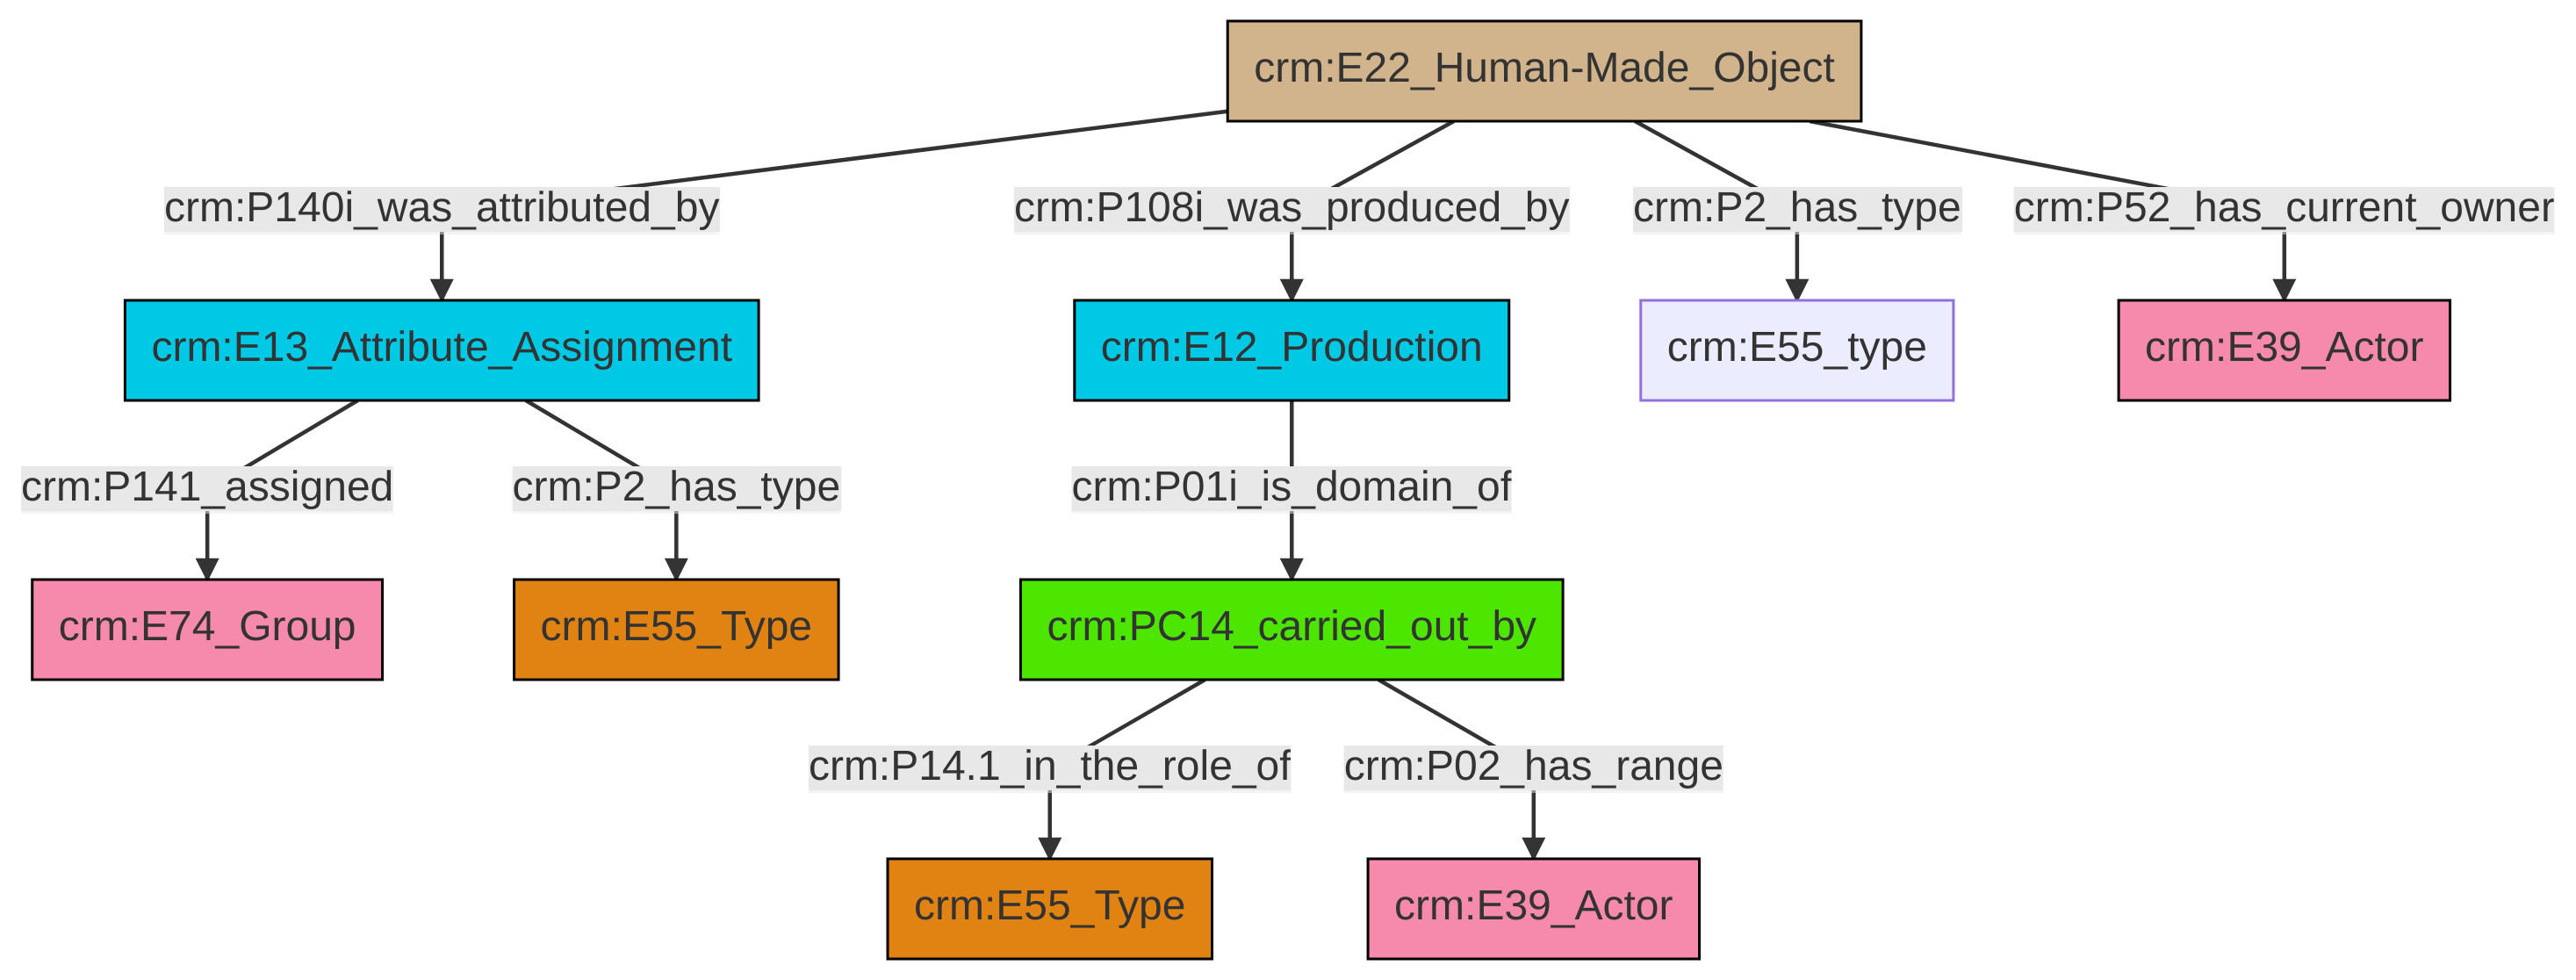 crm:E22_Human-Made_Object
crm:P140i_was_attributed_by
crm:P108i_was_produced_by
crm:P2_has_type
crm:P52_has_current_owner
crm:E13_Attribute_Assignment
crm:E12_Production
crm:E55_type
crm:E39_Actor
crm:P141_assigned
crm:P2_has_type
crm:P01i_is_domain_of
crm:E74_Group
crm:E55_Type
crm:PC14_carried_out_by
crm:P14.1_in_the_role_of
crm:P02_has_range
crm:E55_Type
crm:E39_Actor